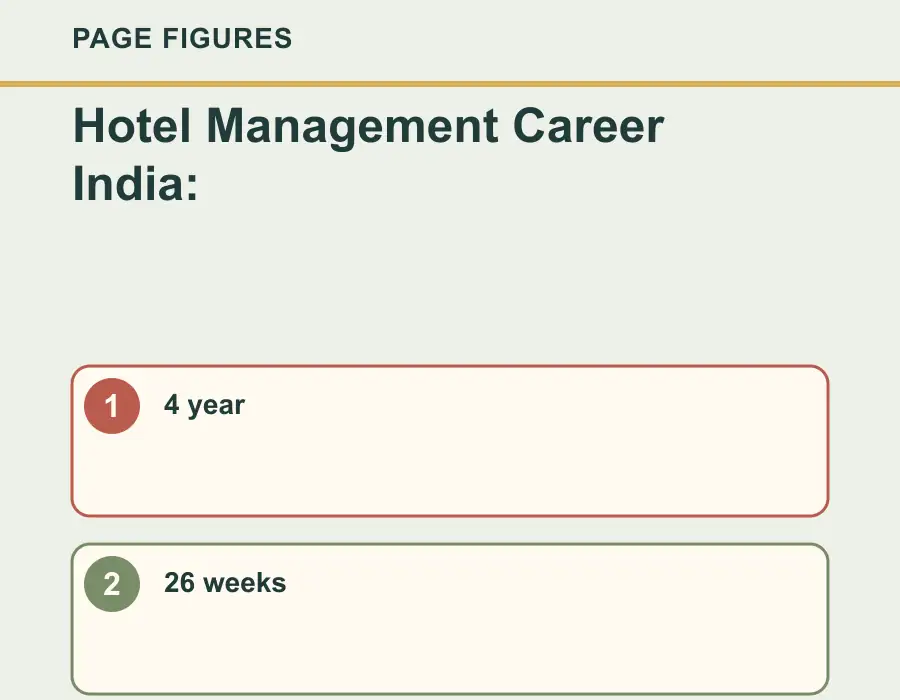 PAGE FIGURES
Hotel Management Career
India:
1
4 year
2
26 weeks